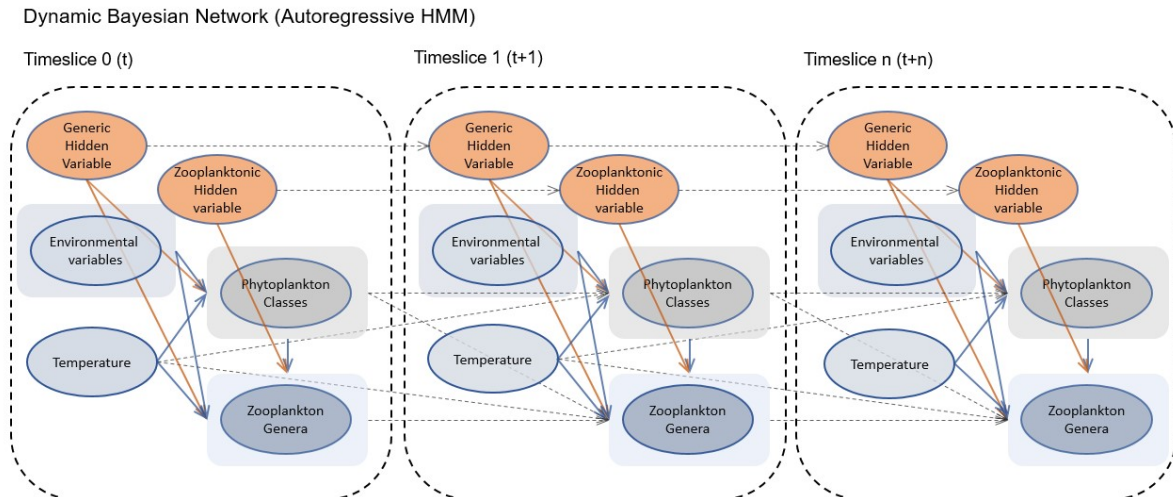 Dynamic Bayesian Network (Autoregressive HMM)
Timeslice 0 (t)
Generic
Hidden
Variable
Zooplanktonic
Hidden
variable
Environmental
variables
Phytoplankton
Classes
Temperature
Zooplankton
Genera
Timeslice 1 (t+1)
Generic
Hidden
Variable
Zooplanktonic
Hidden
variable
Environmental
variables
Phytoplankton
Classes
Temperature
Zooplankton
Genera
Timeslice n (t+n)
Generic
Hidden
Variable
Zooplanktonic
Hidden
variable
Environmental
variables
Phytoplankton
Classes
Temperature
Zooplankton
Genera